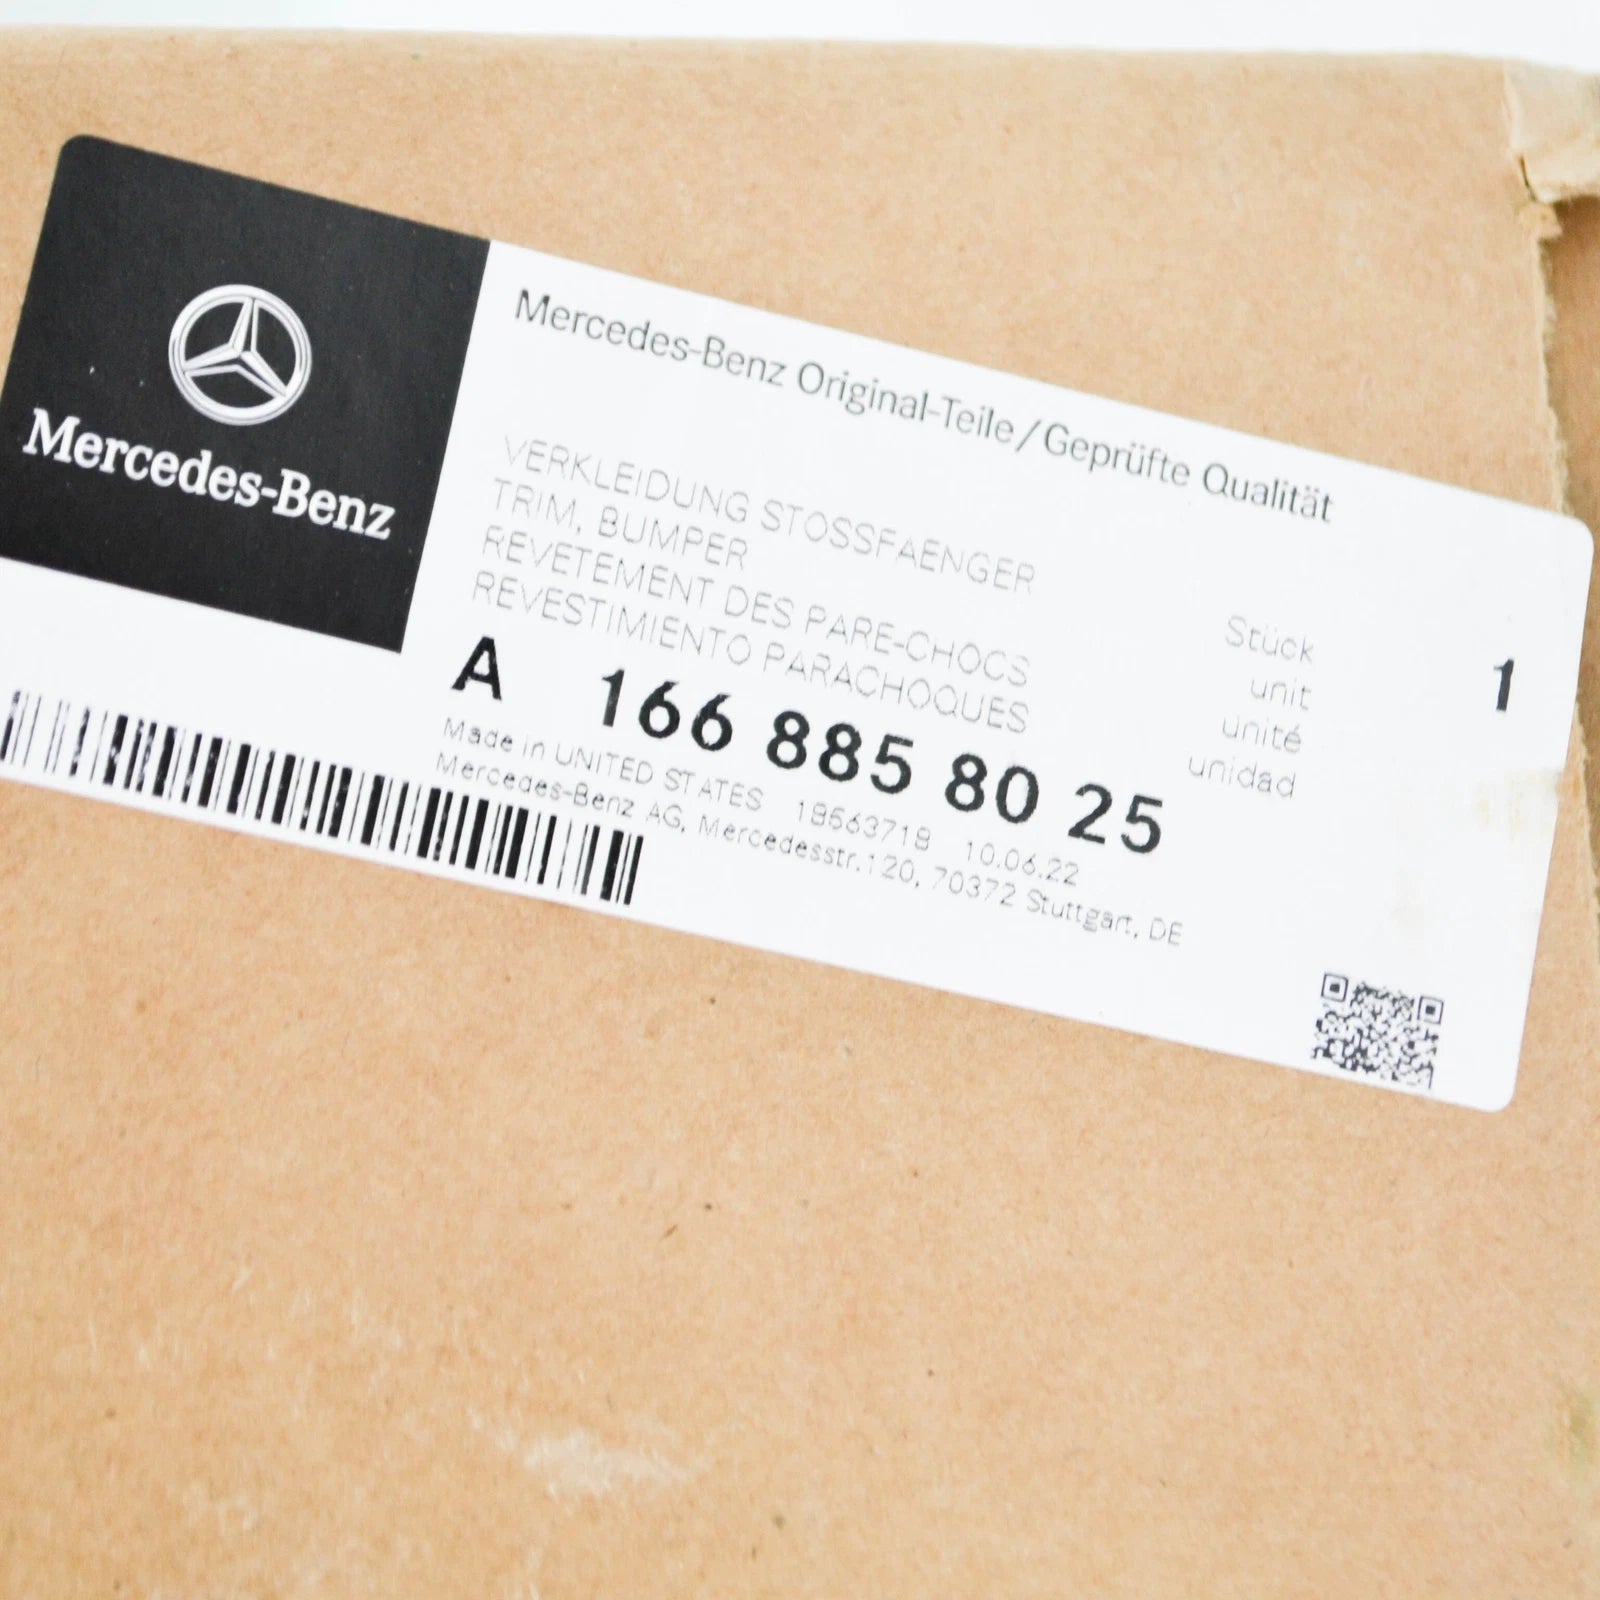 Mercedes-Benz
Mercedes-Benz Original-Teile/Geprüfte Qualität
VERKLEIDUNG STOSSFAENGER
TRIM, BUMPER
REVETEMENT DES PARE-CHOCS
REVESTIMIENTO PARACHOQUES
Stück
unit
unité
unidad
1
A 166 885 80 25
Made in UNITED STATES 18563718 10.06.22
Mercedes-Benz AG, Mercedesstr.120, 70372 Stuttgart, DE